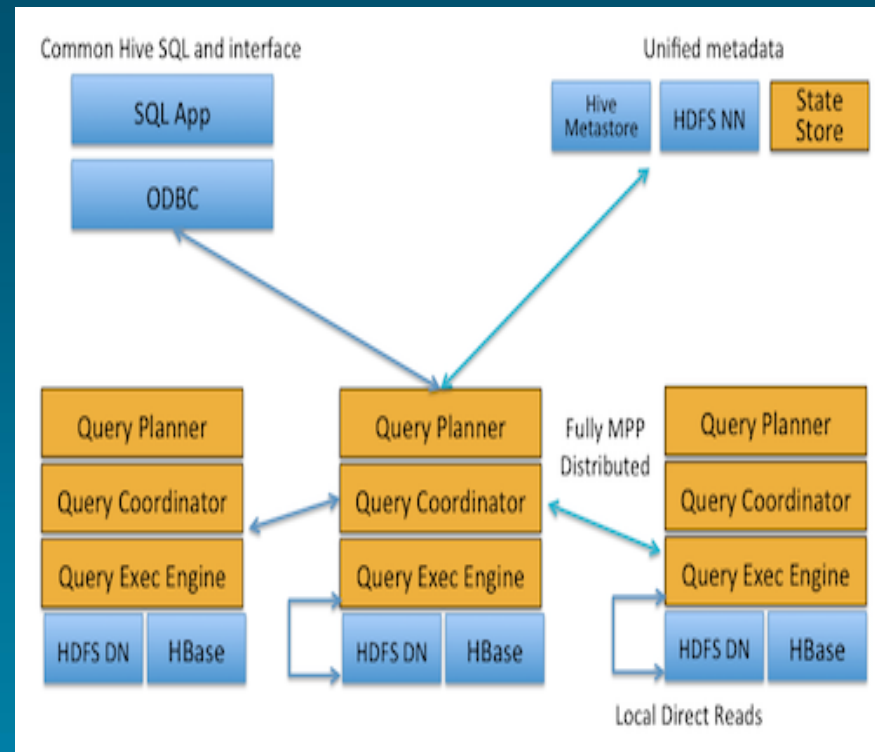 Common Hive SQL and interface
SQL App
ODBC
Unified metadata
Hive
Metastore
HDFS NN
State
Store
Query Planner
Query Coordinator
Query Exec Engine
HDFS DN
HBase
Query Planner
Query Coordinator
Query Exec Engine
HDFS DN
HBase
Fully MPP
Distributed
Query Planner
Query Coordinator
Query Exec Engine
HDFS DN
HBase
Local Direct Reads